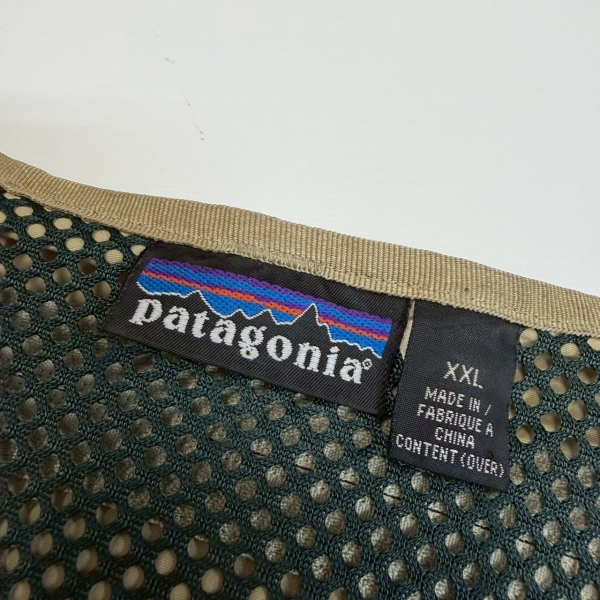 patagonia®
XXL
MADE IN /
FABRIQUE A
CHINA
CONTENT (OVER)